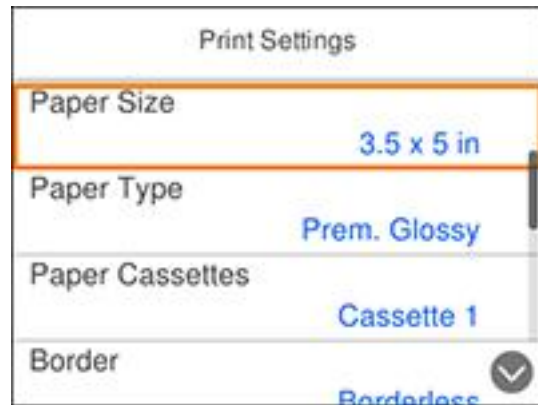 Print Settings
Paper Size
3.5 x 5 in
Paper Type
Prem. Glossy
Paper Cassettes
Cassette 1
Border
Borderless